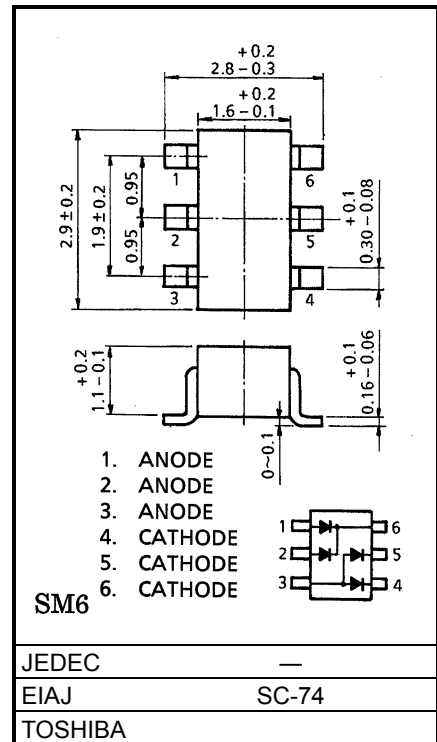 +0.2
2.8 – 0.3
+0.2
1.6 – 0.1
2.9 ± 0.2
1.9 ± 0.2
0.95
0.95
1
2
3
6
5
4
+0.1
0.30 – 0.08
+0.2
1.1 – 0.1
+0.1
0.16 – 0.06
0~0.1
1. ANODE
2. ANODE
3. ANODE
4. CATHODE
5. CATHODE
6. CATHODE
1 6
2 5
3 4
SM6
JEDEC —
EIAJ SC-74
TOSHIBA